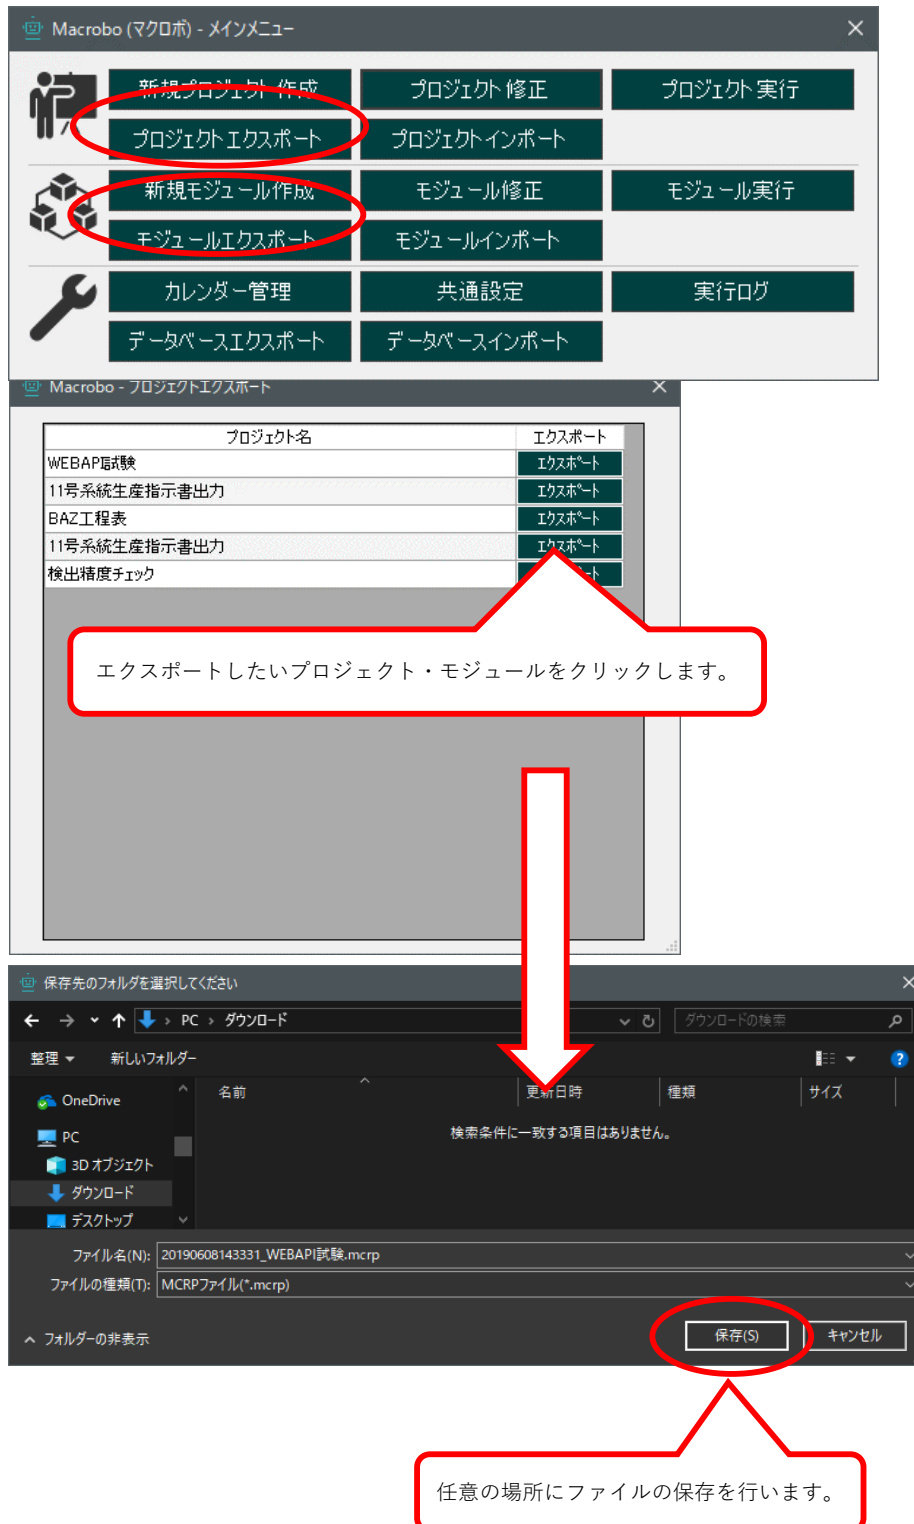 Macrobo (マクロボ) - メインメニュー
新規プロジェクト作成 プロジェクト修正 プロジェクト実行
プロジェクトエクスポート プロジェクトインポート
新規モジュール作成 モジュール修正 モジュール実行
モジュールエクスポート モジュールインポート
カレンダー管理 共通設定 実行ログ
データベースエクスポート データベースインポート
Macrobo - プロジェクトエクスポート
プロジェクト名 エクスポート
WEBAPI試験 エクスポート
11号系統生産指示書出力 エクスポート
BAZ工程表 エクスポート
11号系統生産指示書出力 エクスポート
検出精度チェック
エクスポートしたいプロジェクト・モジュールをクリックします。
保存先のフォルダを選択してください
PC › ダウンロード ダウンロードの検索
整理 新しいフォルダー
名前 更新日時 種類 サイズ
OneDrive
検索条件に一致する項目はありません。
PC
3D オブジェクト
ダウンロード
デスクトップ
ファイル名(N): 20190608143331_WEBAPI試験.mcrp
ファイルの種類(T): MCRPファイル(*.mcrp)
フォルダーの非表示 保存(S) キャンセル
任意の場所にファイルの保存を行います。